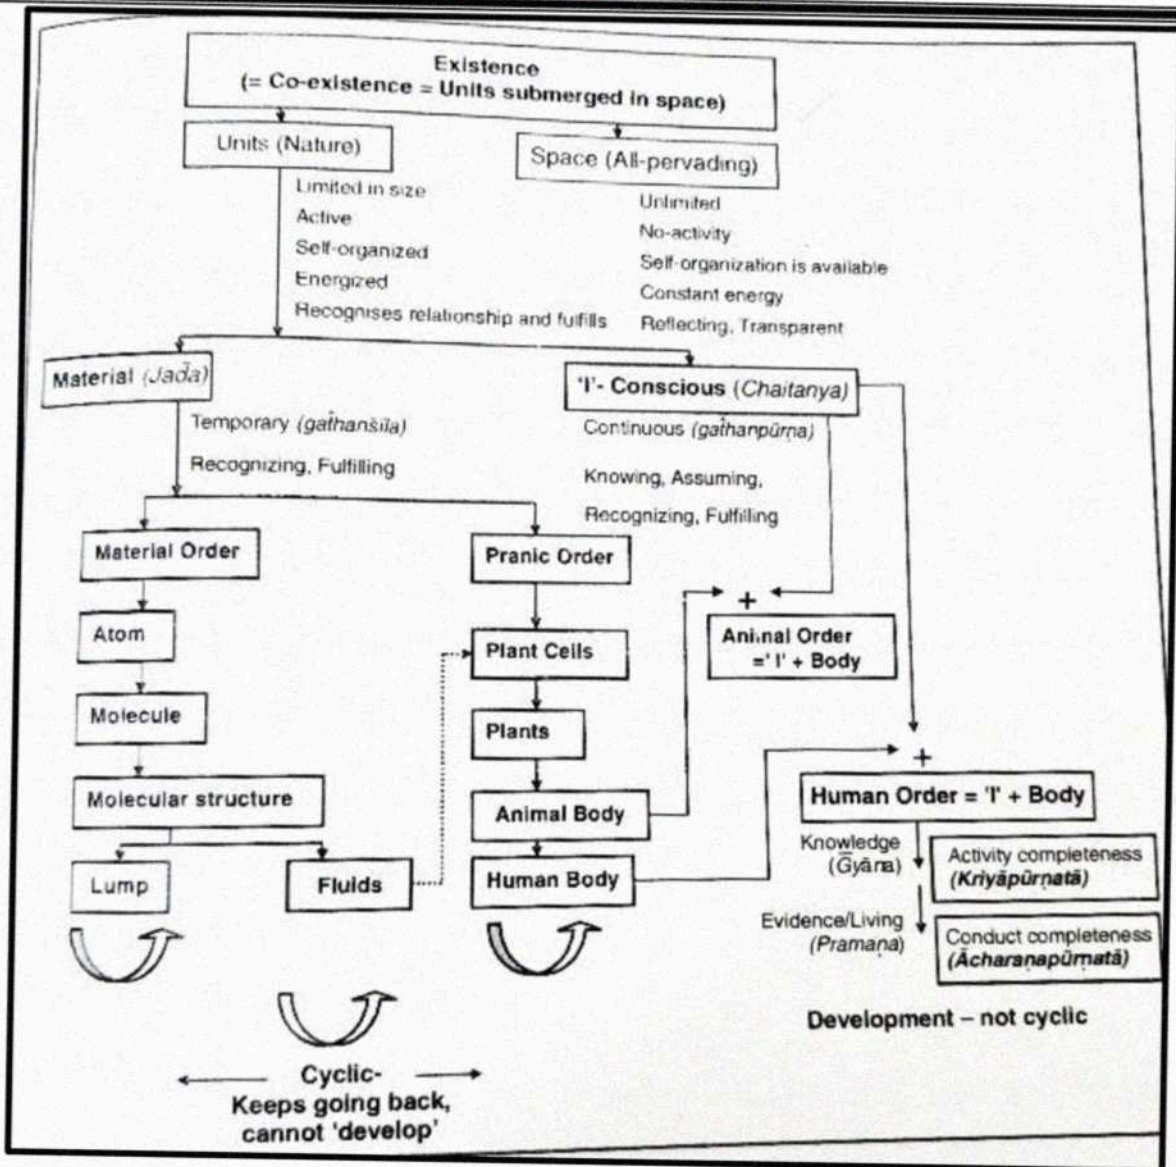 Existence
(= Co-existence = Units submerged in space)
Units (Nature)
Space (All-pervading)
Limited in size
Active
Self-organized
Energized
Recognises relationship and fulfills
Unlimited
No-activity
Self-organization is available
Constant energy
Reflecting, Transparent
Material (Jad̄a)
'I'- Conscious (Chaitanya)
Temporary (gaṫhanśīla)
Recognizing, Fulfilling
Continuous (gaṫhanpūrṇa)
Knowing, Assuming,
Recognizing, Fulfilling
Material Order
Pranic Order
+
Animal Order
=' I' + Body
Atom
Plant Cells
Molecule
Plants
Molecular structure
Animal Body
+
Human Order = 'I' + Body
Lump
Fluids
Human Body
Knowledge
(G̅yāna)
Activity completeness
(Kriyāpūrṇatā)
Evidence/Living
(Pramaṇa)
Conduct completeness
(Ācharaṇapūrṇatā)
Development – not cyclic
Cyclic-
Keeps going back,
cannot 'develop'